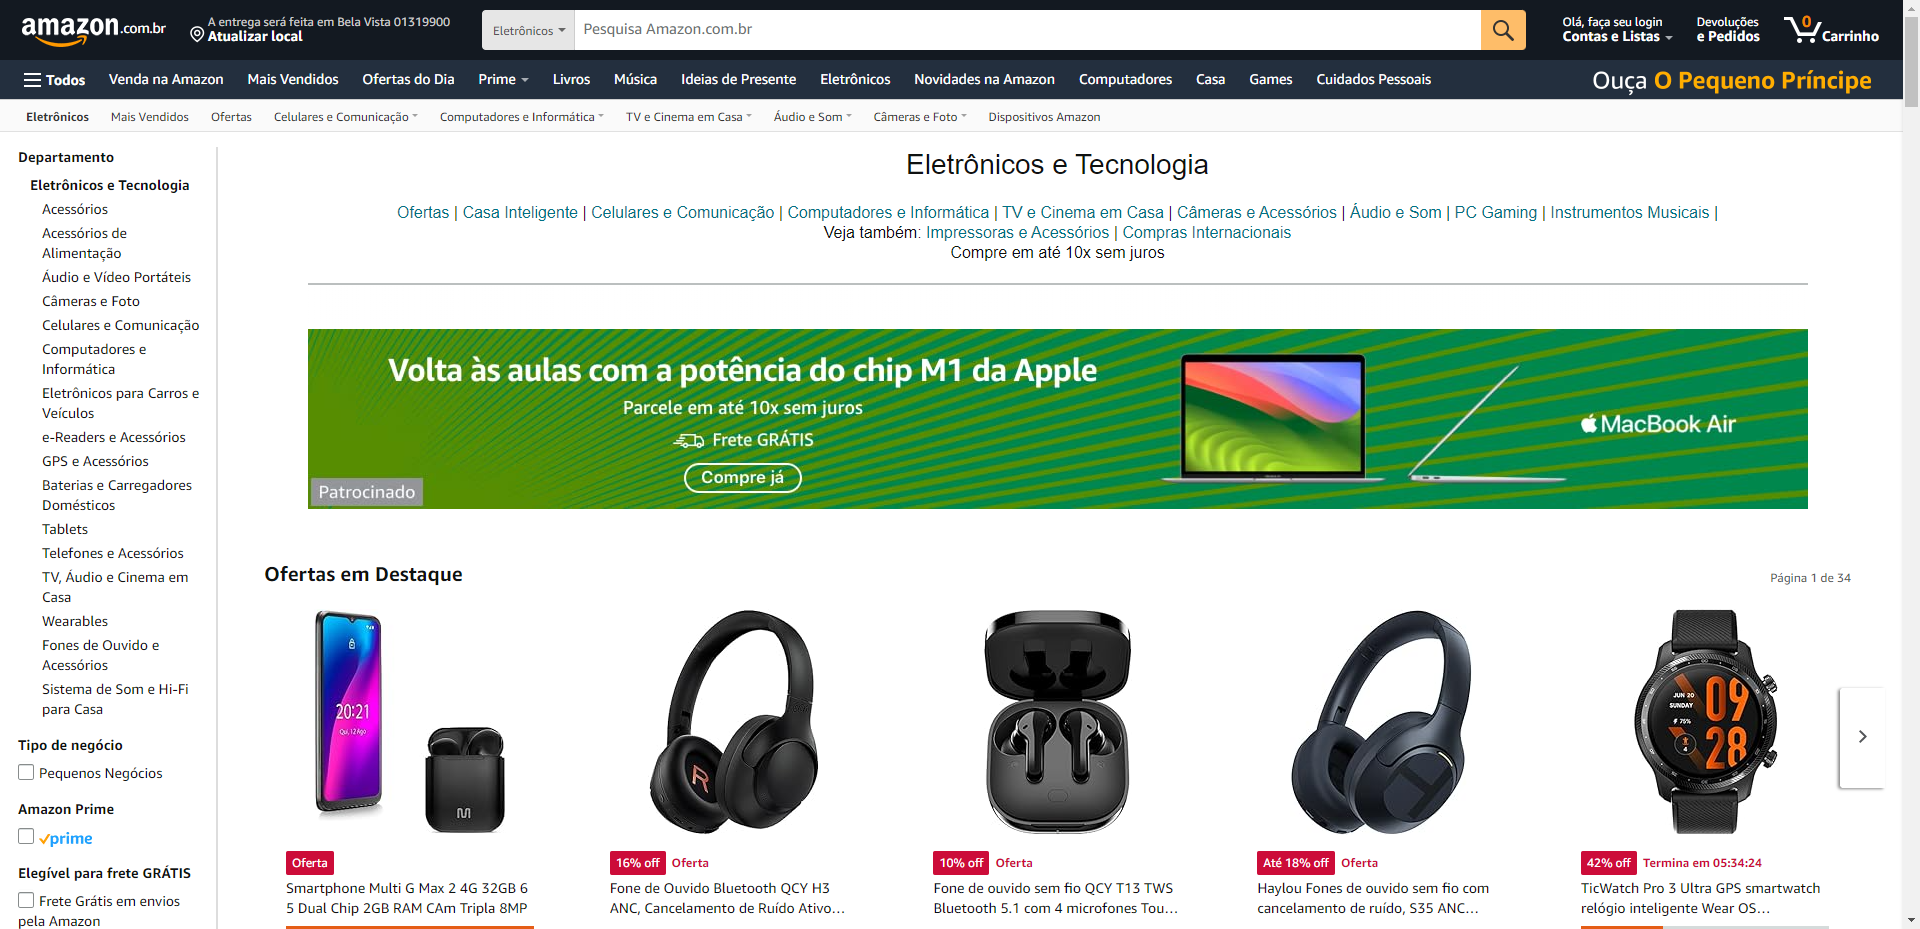 amazon.com.br
A entrega será feita em Bela Vista 01319900
Atualizar local
Eletrônicos
Pesquisa Amazon.com.br
Olá, faça seu login
Contas e Listas
Devoluções
e Pedidos
0
Carrinho
Todos
Venda na Amazon
Mais Vendidos
Ofertas do Dia
Prime
Livros
Música
Ideias de Presente
Eletrônicos
Novidades na Amazon
Computadores
Casa
Games
Cuidados Pessoais
Ouça O Pequeno Príncipe
Eletrônicos
Mais Vendidos
Ofertas
Celulares e Comunicação
Computadores e Informática
TV e Cinema em Casa
Áudio e Som
Câmeras e Foto
Dispositivos Amazon
Departamento
Eletrônicos e Tecnologia
Acessórios
Acessórios de
Alimentação
Áudio e Vídeo Portáteis
Câmeras e Foto
Celulares e Comunicação
Computadores e
Informática
Eletrônicos para Carros e
Veículos
e-Readers e Acessórios
GPS e Acessórios
Baterias e Carregadores
Domésticos
Tablets
Telefones e Acessórios
TV, Áudio e Cinema em
Casa
Wearables
Fones de Ouvido e
Acessórios
Sistema de Som e Hi-Fi
para Casa
Tipo de negócio
Pequenos Negócios
Amazon Prime
prime
Elegível para frete GRÁTIS
Frete Grátis em envios
pela Amazon
Eletrônicos e Tecnologia
Ofertas | Casa Inteligente | Celulares e Comunicação | Computadores e Informática | TV e Cinema em Casa | Câmeras e Acessórios | Áudio e Som | PC Gaming | Instrumentos Musicais |
Veja também: Impressoras e Acessórios | Compras Internacionais
Compre em até 10x sem juros
Volta às aulas com a potência do chip M1 da Apple
Parcele em até 10x sem juros
Frete GRÁTIS
Compre já
Patrocinado
MacBook Air
Ofertas em Destaque
Página 1 de 34
20:21
Qui, 12 Ago
M
R
JUN 20
SUNDAY
75%
4
09
28
Oferta
Smartphone Multi G Max 2 4G 32GB 6
5 Dual Chip 2GB RAM CAm Tripla 8MP
16% off Oferta
Fone de Ouvido Bluetooth QCY H3
ANC, Cancelamento de Ruído Ativo…
10% off Oferta
Fone de ouvido sem fio QCY T13 TWS
Bluetooth 5.1 com 4 microfones Tou…
Até 18% off Oferta
Haylou Fones de ouvido sem fio com
cancelamento de ruído, S35 ANC…
42% off Termina em 05:34:24
TicWatch Pro 3 Ultra GPS smartwatch
relógio inteligente Wear OS…